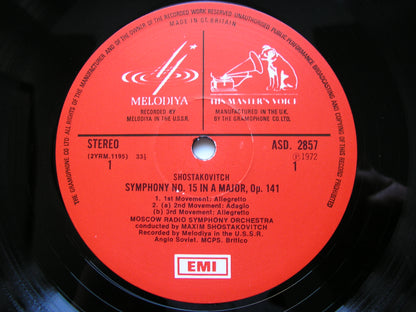 THE GRAMOPHONE CO LTD ALL RIGHTS OF THE MANUFACTURER AND OF THE OWNER OF THE RECORDED WORK RESERVED UNAUTHORISED PUBLIC PERFORMANCE BROADCASTING AND COPYING OF THIS RECORD PROHIBITED
MADE IN GT. BRITAIN
MELODIYA
RECORDED BY
MELODIYA IN THE U.S.S.R.
"HIS MASTER'S VOICE"
MANUFACTURED IN THE U.K.
BY THE GRAMOPHONE CO. LTD.
STEREO
ASD. 2857
(2YRM.1195) 33⅓
Ⓟ1972
1
1
SHOSTAKOVITCH
SYMPHONY NO. 15 IN A MAJOR, Op. 141
1. 1st Movement: Allegretto
2. (a) 2nd Movement: Adagio
(b) 3rd Movement: Allegretto
MOSCOW RADIO SYMPHONY ORCHESTRA
conducted by MAXIM SHOSTAKOVITCH
Recorded by Melodiya in the U.S.S.R.
Anglo Soviet. MCPS. Britico
EMI